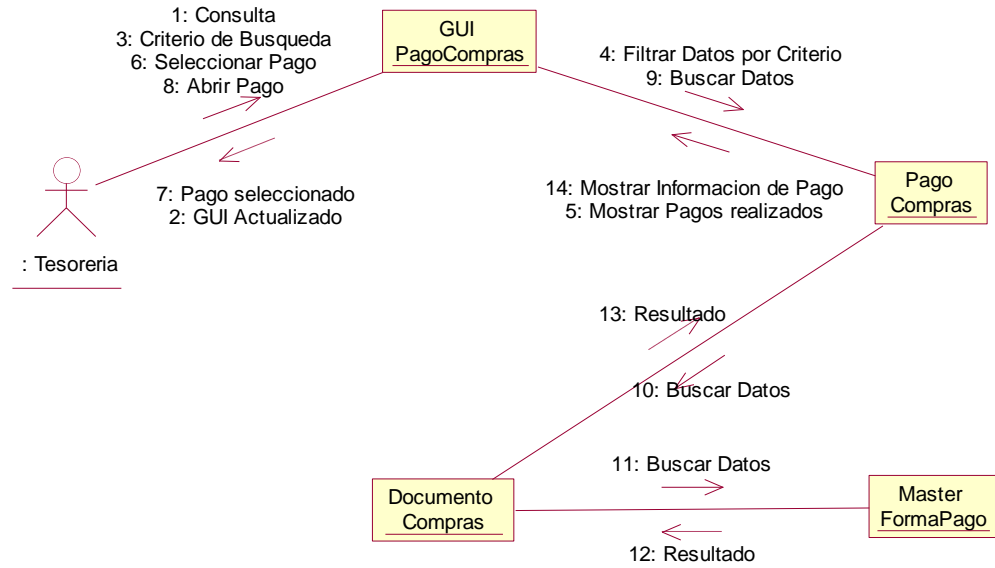 1: Consulta
3: Criterio de Busqueda
6: Seleccionar Pago
8: Abrir Pago
GUI
PagoCompras
4: Filtrar Datos por Criterio
9: Buscar Datos
7: Pago seleccionado
2: GUI Actualizado
14: Mostrar Informacion de Pago
5: Mostrar Pagos realizados
Pago
Compras
: Tesoreria
13: Resultado
10: Buscar Datos
11: Buscar Datos
Documento
Compras
Master
FormaPago
12: Resultado